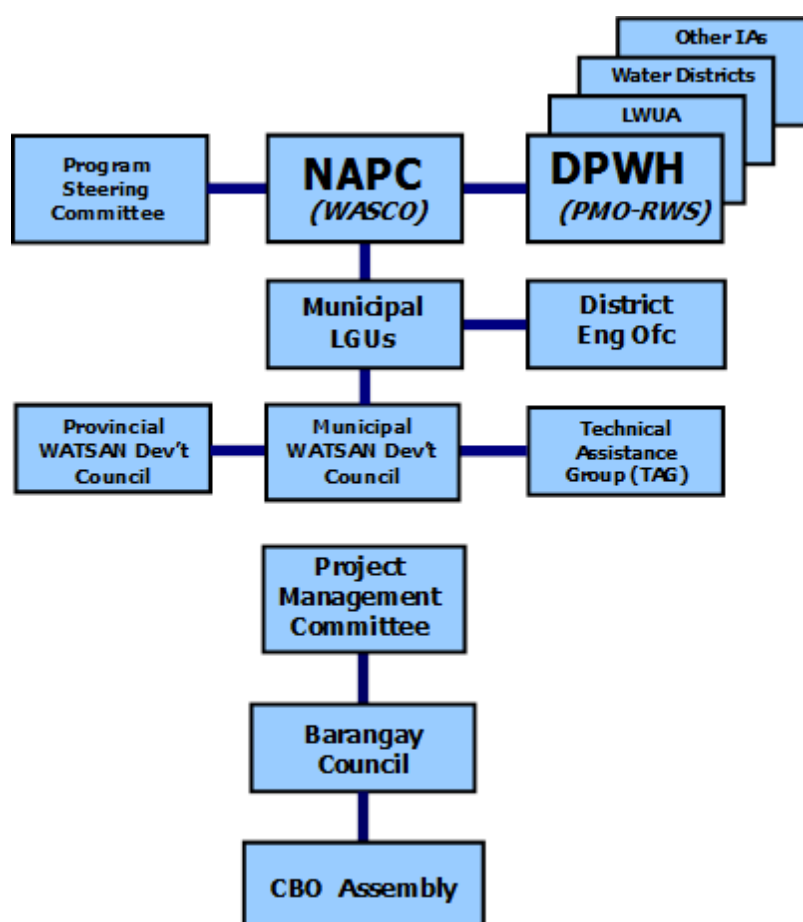 Other IAs
Water Districts
LWUA
Program
Steering
Committee
NAPC
(WASCO)
DPWH
(PMO-RWS)
Municipal
LGUs
District
Eng Ofc
Provincial
WATSAN Dev't
Council
Municipal
WATSAN Dev't
Council
Technical
Assistance
Group (TAG)
Project
Management
Committee
Barangay
Council
CBO Assembly